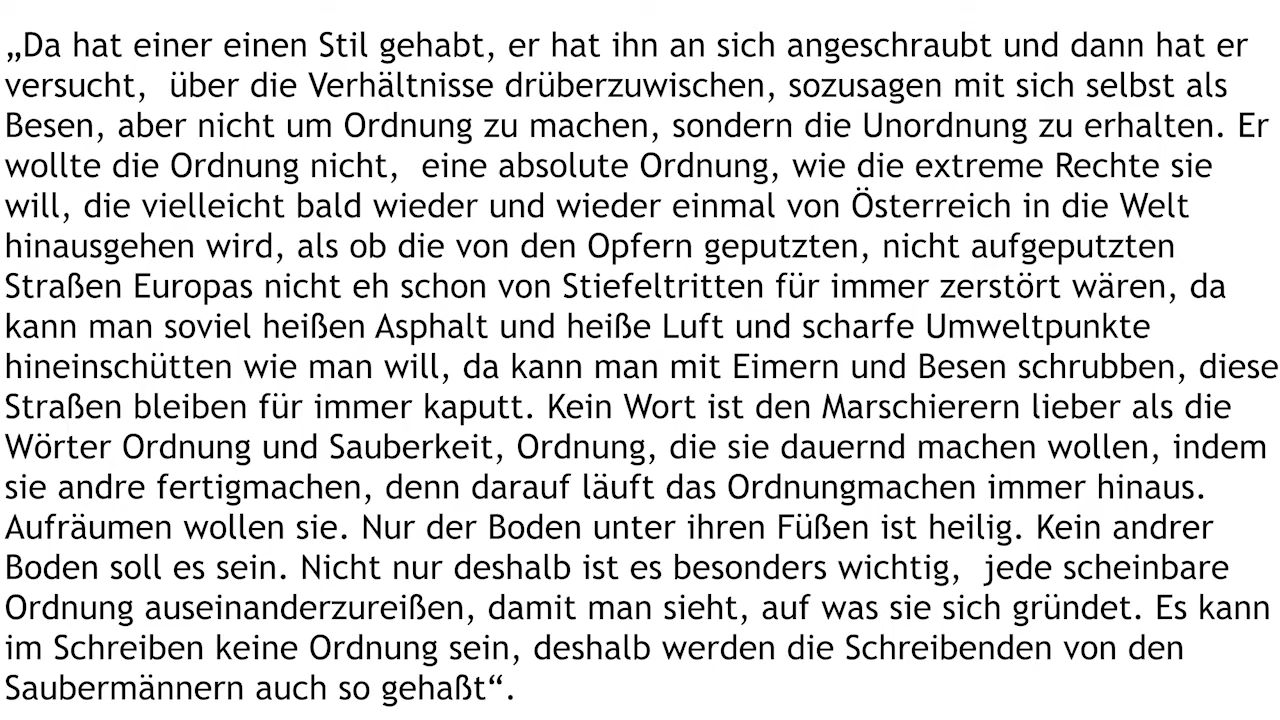 „Da hat einer einen Stil gehabt, er hat ihn an sich angeschraubt und dann hat er
versucht,  über die Verhältnisse drüberzuwischen, sozusagen mit sich selbst als
Besen, aber nicht um Ordnung zu machen, sondern die Unordnung zu erhalten. Er
wollte die Ordnung nicht,  eine absolute Ordnung, wie die extreme Rechte sie
will, die vielleicht bald wieder und wieder einmal von Österreich in die Welt
hinausgehen wird, als ob die von den Opfern geputzten, nicht aufgeputzten
Straßen Europas nicht eh schon von Stiefeltritten für immer zerstört wären, da
kann man soviel heißen Asphalt und heiße Luft und scharfe Umweltpunkte
hineinschütten wie man will, da kann man mit Eimern und Besen schrubben, diese
Straßen bleiben für immer kaputt. Kein Wort ist den Marschierern lieber als die
Wörter Ordnung und Sauberkeit, Ordnung, die sie dauernd machen wollen, indem
sie andre fertigmachen, denn darauf läuft das Ordnungmachen immer hinaus.
Aufräumen wollen sie. Nur der Boden unter ihren Füßen ist heilig. Kein andrer
Boden soll es sein. Nicht nur deshalb ist es besonders wichtig,  jede scheinbare
Ordnung auseinanderzureißen, damit man sieht, auf was sie sich gründet. Es kann
im Schreiben keine Ordnung sein, deshalb werden die Schreibenden von den
Saubermännern auch so gehaßt“.